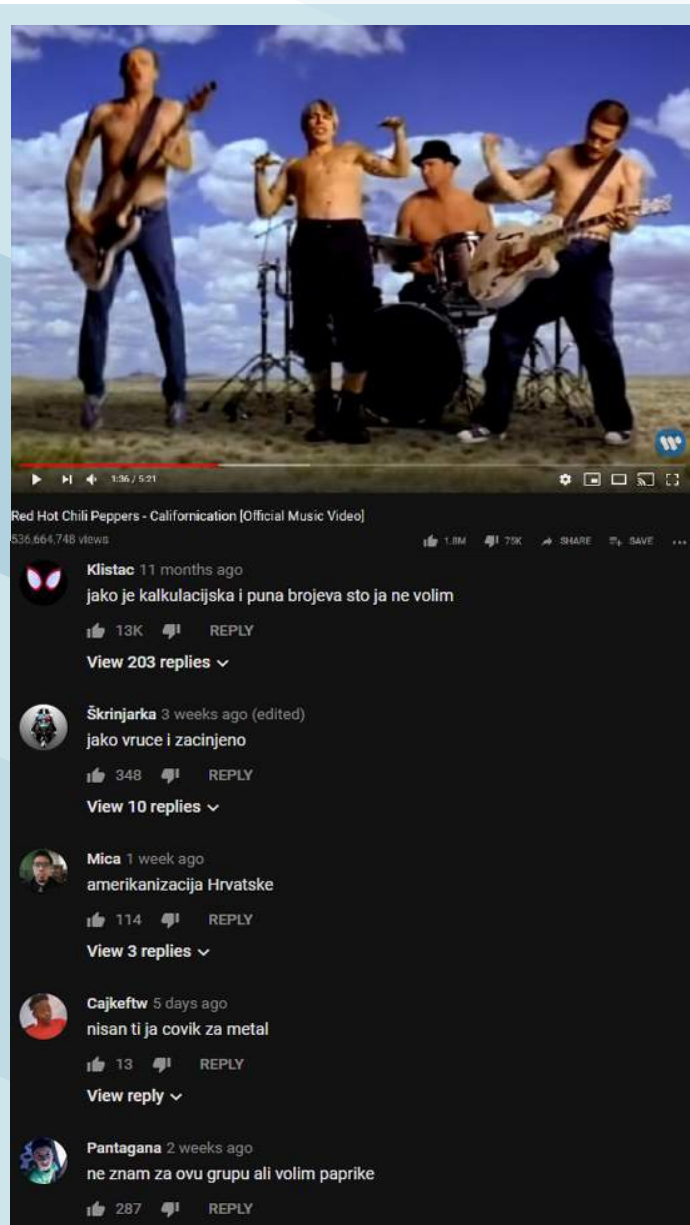 1:36 / 5:21
Red Hot Chili Peppers - Californication [Official Music Video]
536,664,748 views
1.8M 75K SHARE SAVE
Klistac 11 months ago
jako je kalkulacijska i puna brojeva sto ja ne volim
13K REPLY
View 203 replies
Škrinjarka 3 weeks ago (edited)
jako vruce i zacinjeno
348 REPLY
View 10 replies
Mica 1 week ago
amerikanizacija Hrvatske
114 REPLY
View 3 replies
Cajkeftw 5 days ago
nisan ti ja covik za metal
13 REPLY
View reply
Pantagana 2 weeks ago
ne znam za ovu grupu ali volim paprike
287 REPLY